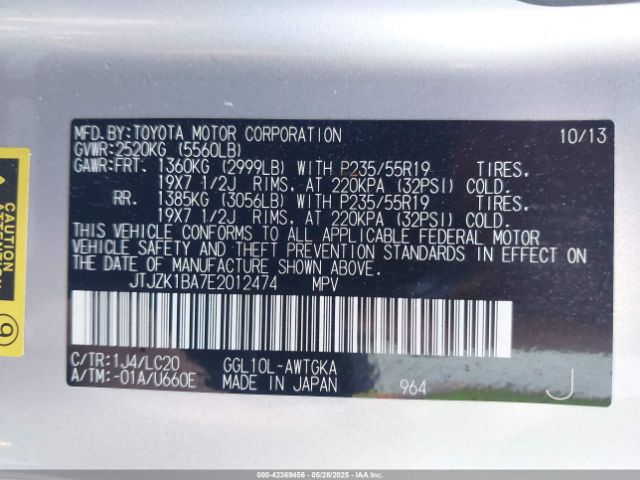 MFD.BY:TOYOTA MOTOR CORPORATION 10/13
GVWR:2520KG (5560LB)
GAWR:FRT. 1360KG (2999LB) WITH P235/55R19 TIRES.
19X7 1/2J RIMS. AT 220KPA (32PSI) COLD.
RR. 1385KG (3056LB) WITH P235/55R19 TIRES.
19X7 1/2J RIMS. AT 220KPA (32PSI) COLD.
THIS VEHICLE CONFORMS TO ALL APPLICABLE FEDERAL MOTOR
VEHICLE SAFETY AND THEFT PREVENTION STANDARDS IN EFFECT ON
THE DATE OF MANUFACTURE SHOWN ABOVE.
JTJZK1BA7E2012474 MPV
C/TR:1J4/LC20 GGL10L-AWTGKA
A/TM:-01A/U660E MADE IN JAPAN 964 J
CAUTION
9
000-42369456 - 05/28/2025 - IAAI.COM